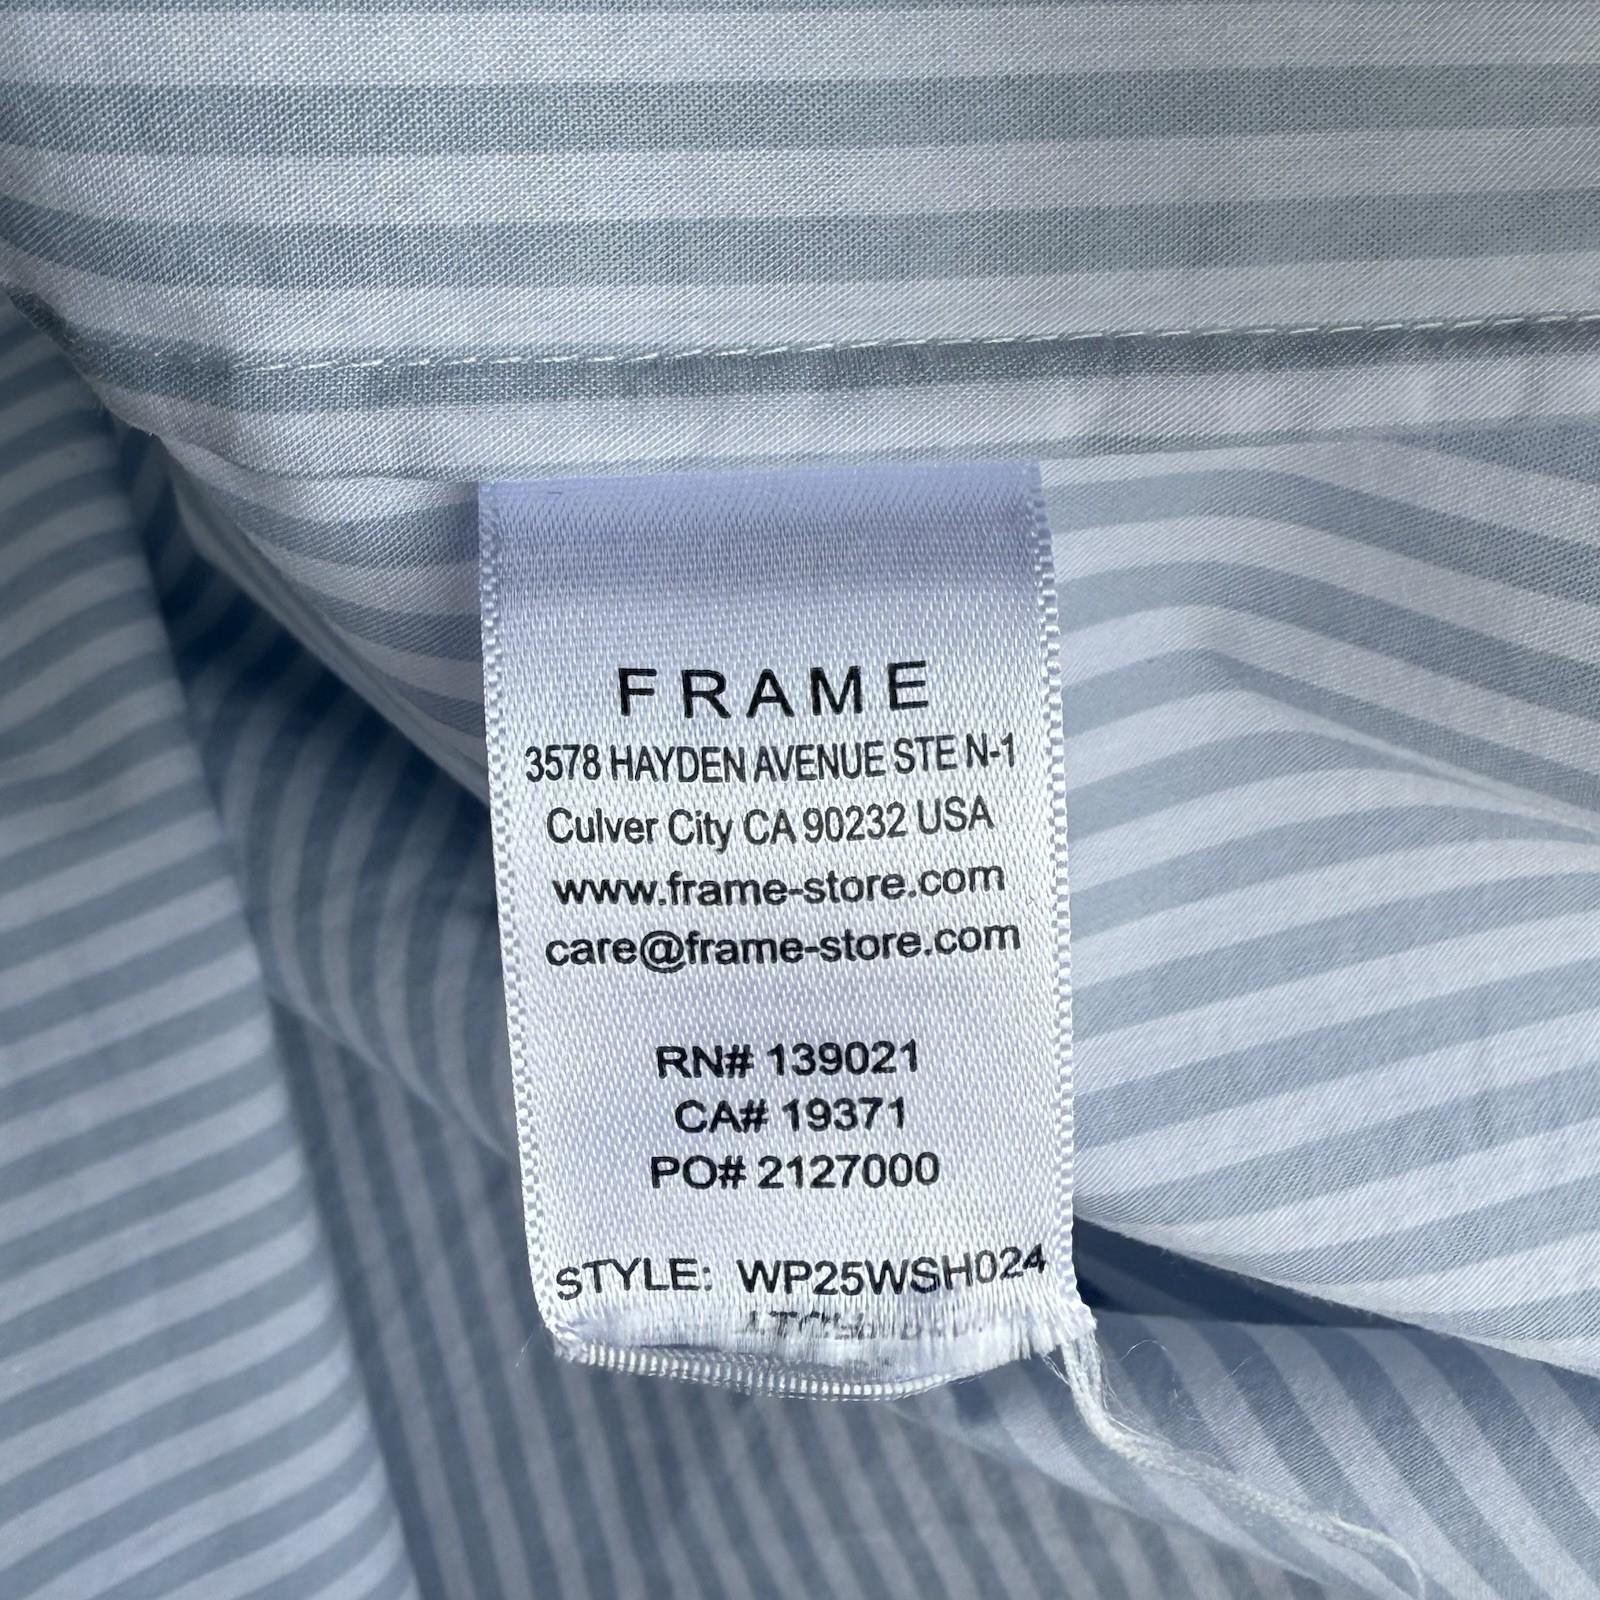 FRAME
3578 HAYDEN AVENUE STE N-1
Culver City CA 90232 USA
www.frame-store.com
care@frame-store.com
RN# 139021
CA# 19371
PO# 2127000
STYLE: WP25WSH024